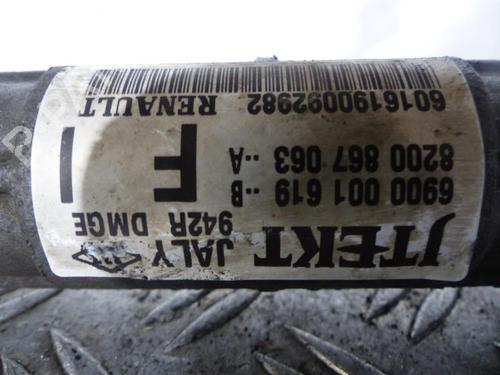 JTEKT JALY
6900 001 619 ..B 942R DMGE
8200 867 063 ..A F
6016190092982 RENAULT